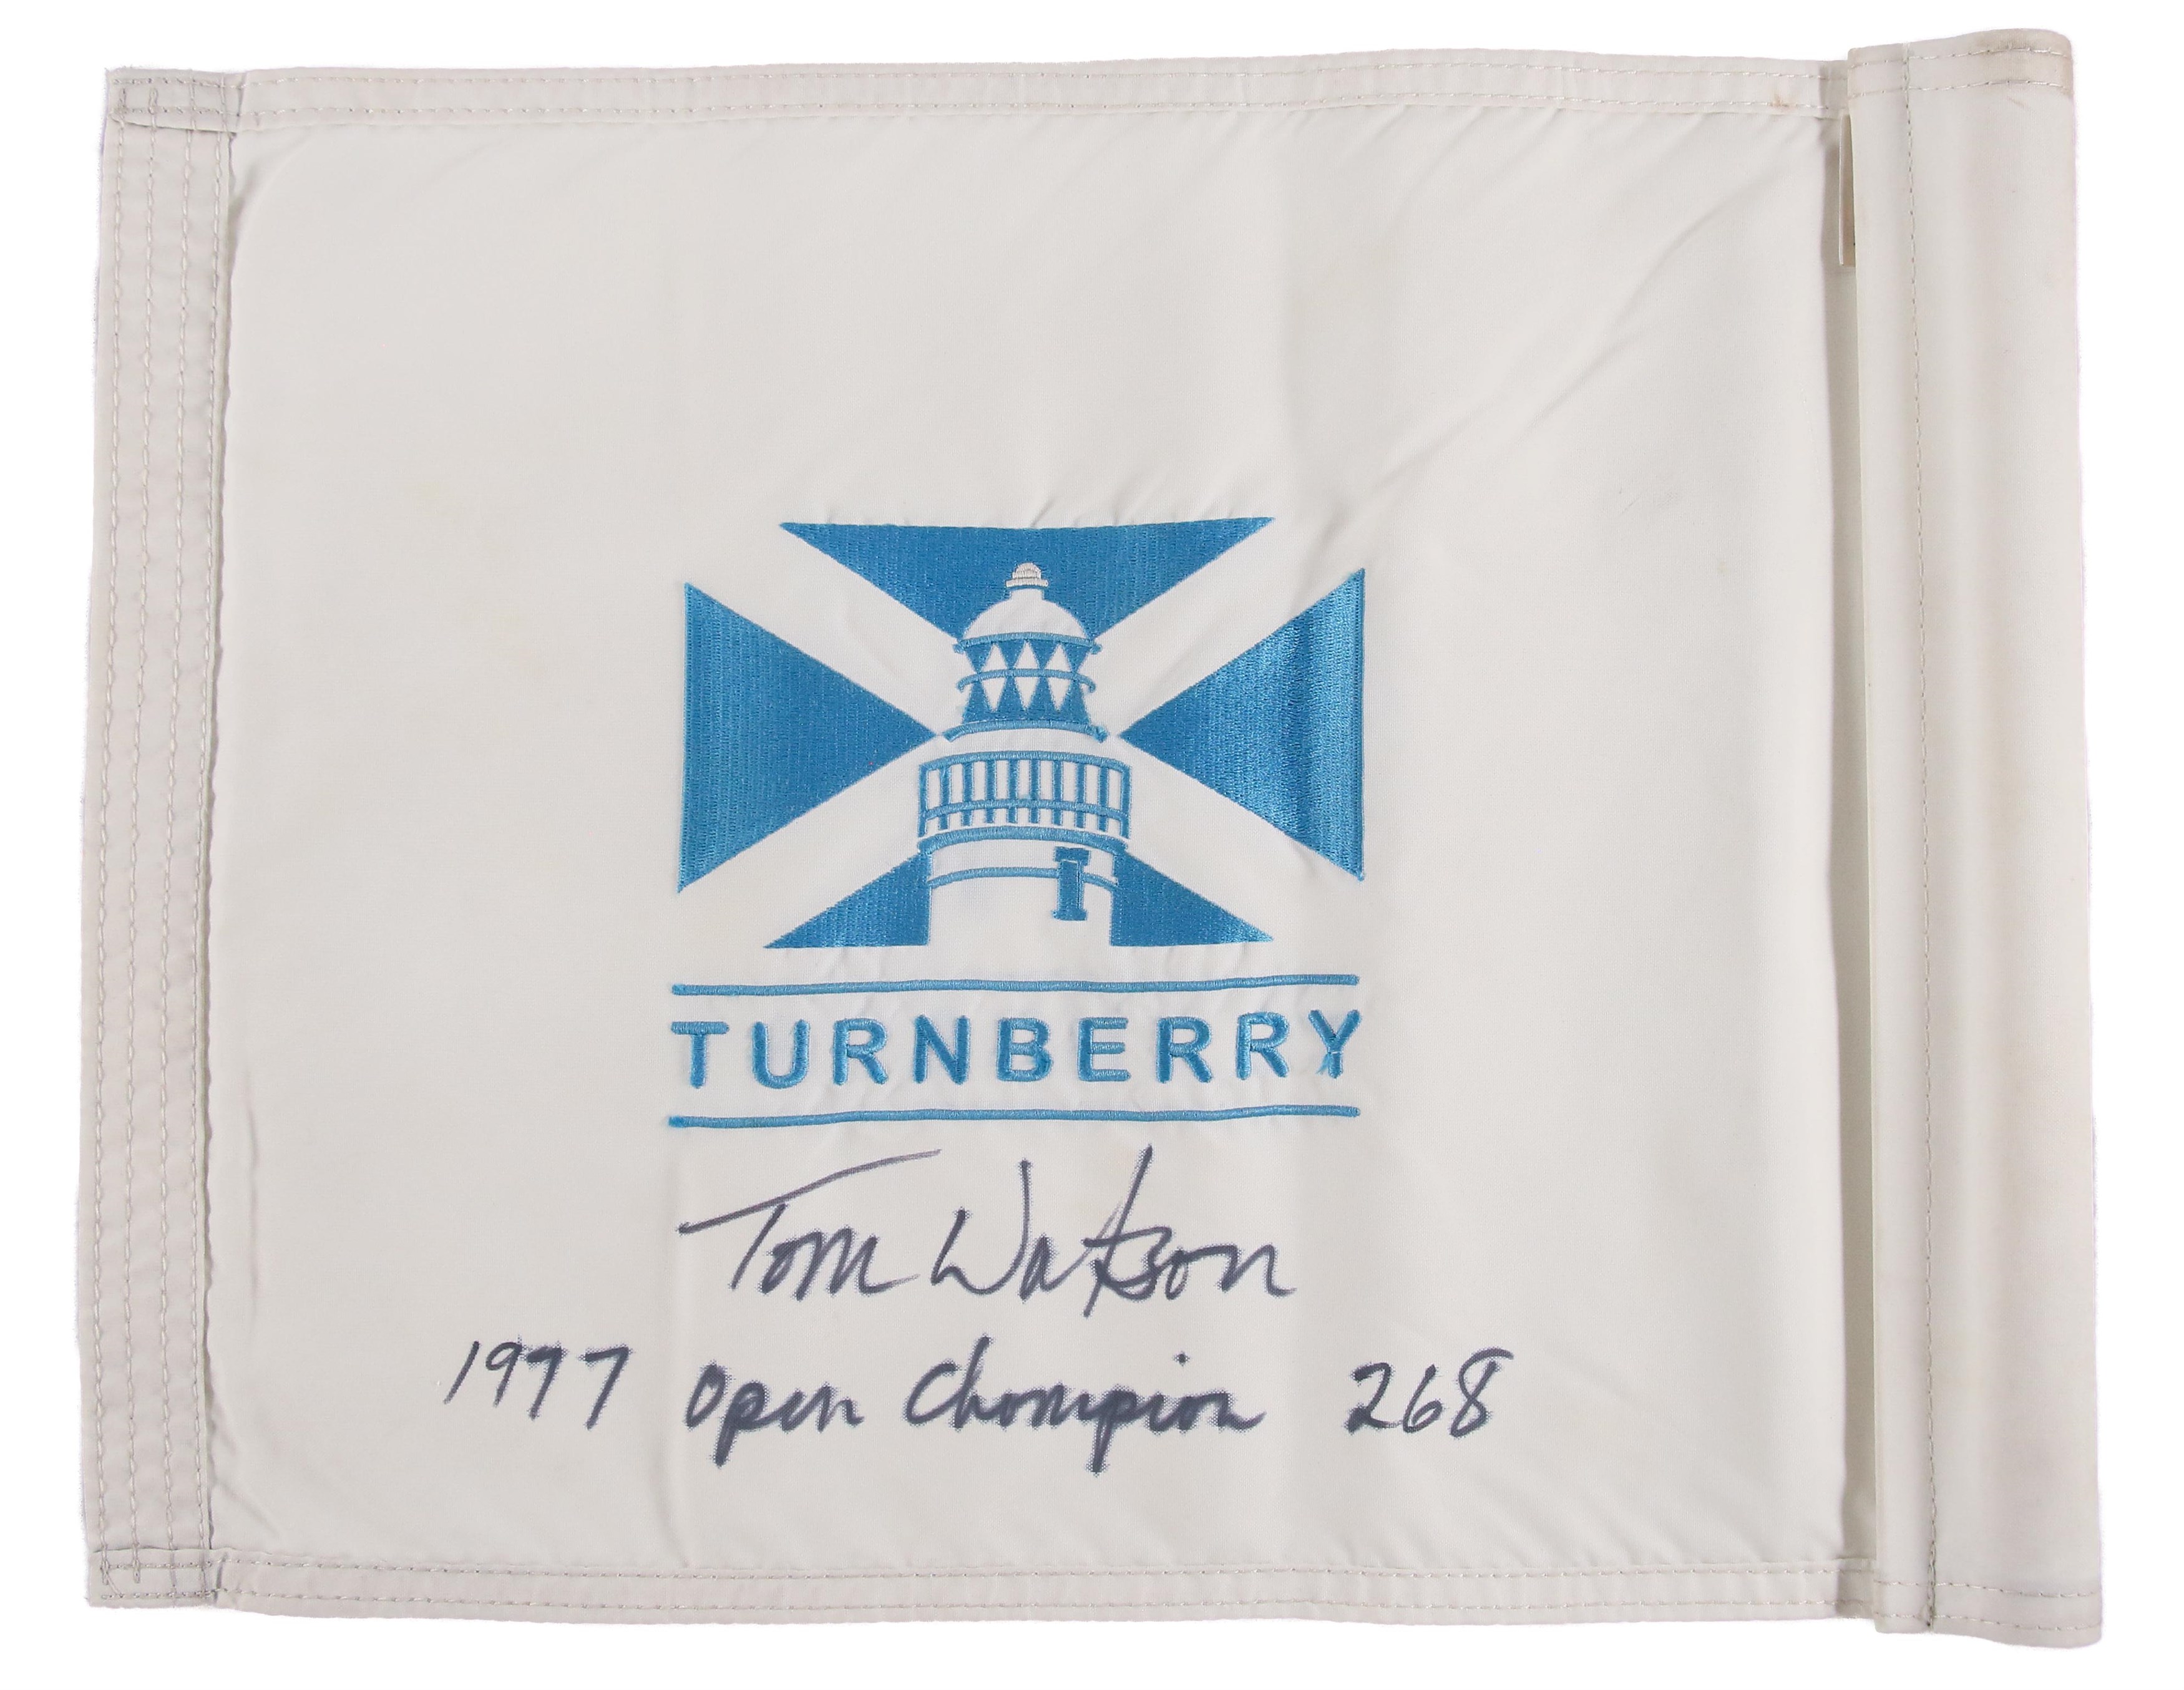 TURNBERRY
Tom Watson
1977 Open Champion 268